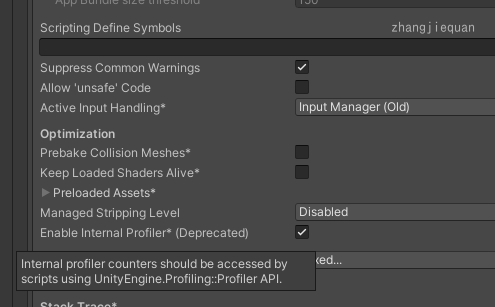 App Bundle size threshold 150
Scripting Define Symbols zhangjiequan
Suppress Common Warnings
Allow 'unsafe' Code
Active Input Handling* Input Manager (Old)
Optimization
Prebake Collision Meshes*
Keep Loaded Shaders Alive*
Preloaded Assets*
Managed Stripping Level Disabled
Enable Internal Profiler* (Deprecated)
Internal profiler counters should be accessed by
scripts using UnityEngine.Profiling::Profiler API.
Stack Trace*